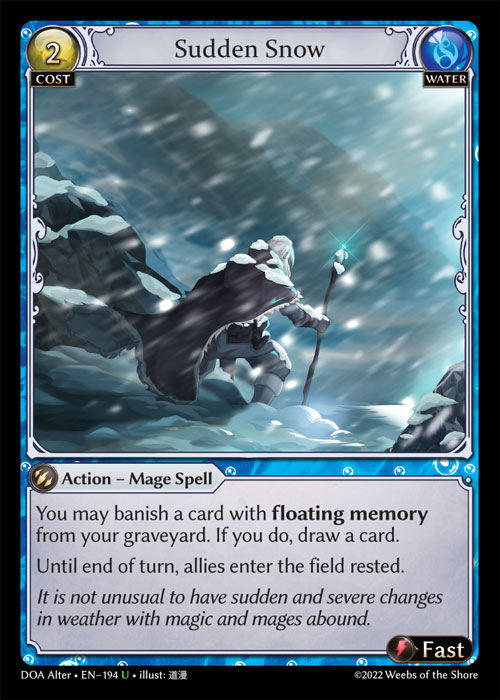 2
Sudden Snow
COST
WATER
Action – Mage Spell
You may banish a card with floating memory
from your graveyard. If you do, draw a card.
Until end of turn, allies enter the field rested.
It is not unusual to have sudden and severe changes
in weather with magic and mages abound.
Fast
DOA Alter • EN–194 U • illust: 道漫
©2022 Weebs of the Shore